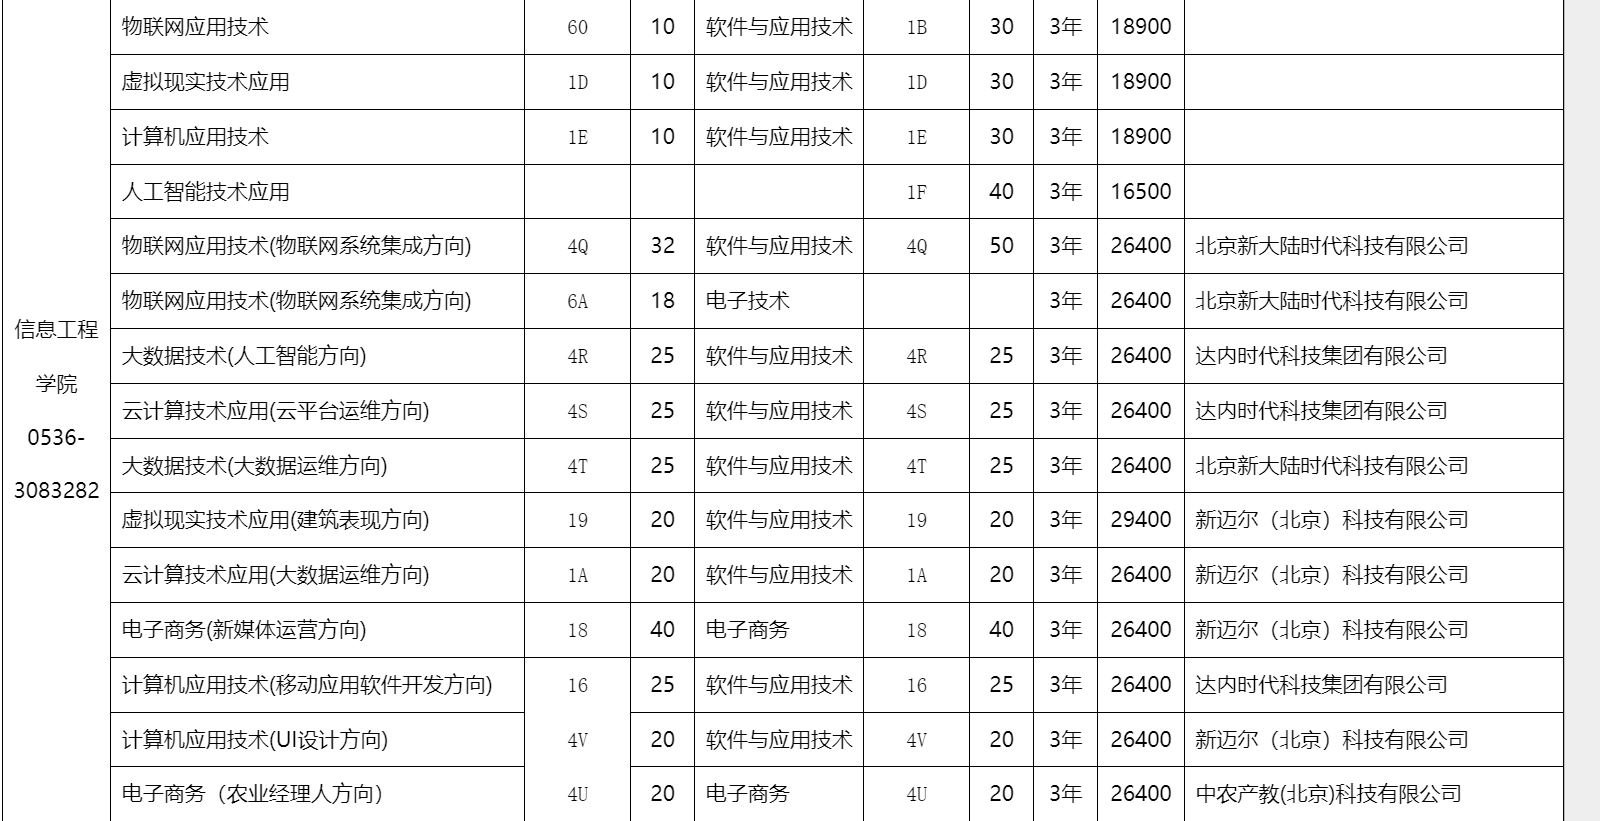 物联网应用技术 60 10 软件与应用技术 1B 30 3年 18900
虚拟现实技术应用 1D 10 软件与应用技术 1D 30 3年 18900
计算机应用技术 1E 10 软件与应用技术 1E 30 3年 18900
人工智能技术应用 1F 40 3年 16500
物联网应用技术(物联网系统集成方向) 4Q 32 软件与应用技术 4Q 50 3年 26400 北京新大陆时代科技有限公司
物联网应用技术(物联网系统集成方向) 6A 18 电子技术 3年 26400 北京新大陆时代科技有限公司
信息工程
学院
0536-
3083282
大数据技术(人工智能方向) 4R 25 软件与应用技术 4R 25 3年 26400 达内时代科技集团有限公司
云计算技术应用(云平台运维方向) 4S 25 软件与应用技术 4S 25 3年 26400 达内时代科技集团有限公司
大数据技术(大数据运维方向) 4T 25 软件与应用技术 4T 25 3年 26400 北京新大陆时代科技有限公司
虚拟现实技术应用(建筑表现方向) 19 20 软件与应用技术 19 20 3年 29400 新迈尔（北京）科技有限公司
云计算技术应用(大数据运维方向) 1A 20 软件与应用技术 1A 20 3年 26400 新迈尔（北京）科技有限公司
电子商务(新媒体运营方向) 18 40 电子商务 18 40 3年 26400 新迈尔（北京）科技有限公司
计算机应用技术(移动应用软件开发方向) 16 25 软件与应用技术 16 25 3年 26400 达内时代科技集团有限公司
计算机应用技术(UI设计方向) 4V 20 软件与应用技术 4V 20 3年 26400 新迈尔（北京）科技有限公司
电子商务（农业经理人方向） 4U 20 电子商务 4U 20 3年 26400 中农产教(北京)科技有限公司